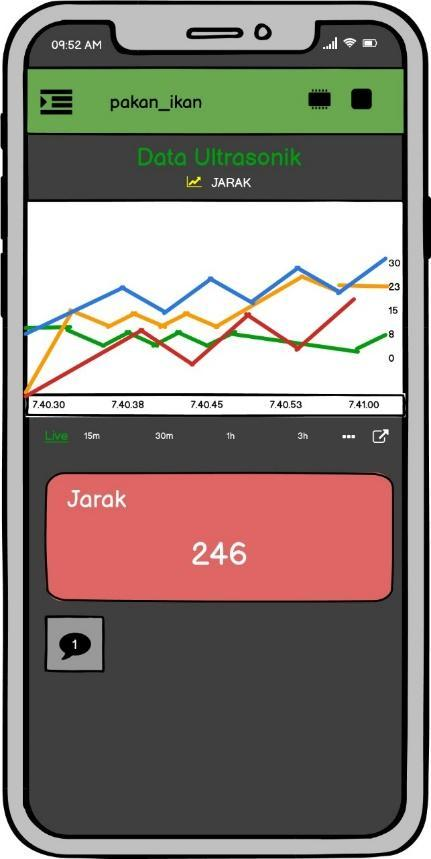 09:52 AM
pakan_ikan
Data Ultrasonik
JARAK
30
23
15
8
0
7.40.30 7.40.38 7.40.45 7.40.53 7.41.00
Live 15m 30m 1h 3h
Jarak
246
1